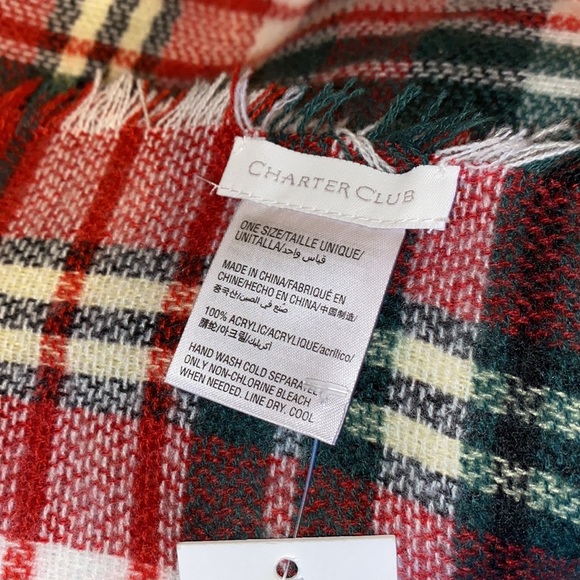 CHARTER CLUB
ONE SIZE/TAILLE UNIQUE/
UNITALLA/قياس واحد
MADE IN CHINA/FABRIQUÉ EN
CHINE/HECHO EN CHINA/中国制造/
중국산/صنع في الصين
100% ACRYLIC/ACRYLIQUE/acrílico/
腈纶/아크릴/أكريليك
HAND WASH COLD SEPARATELY
ONLY NON-CHLORINE BLEACH
WHEN NEEDED. LINE DRY. COOL